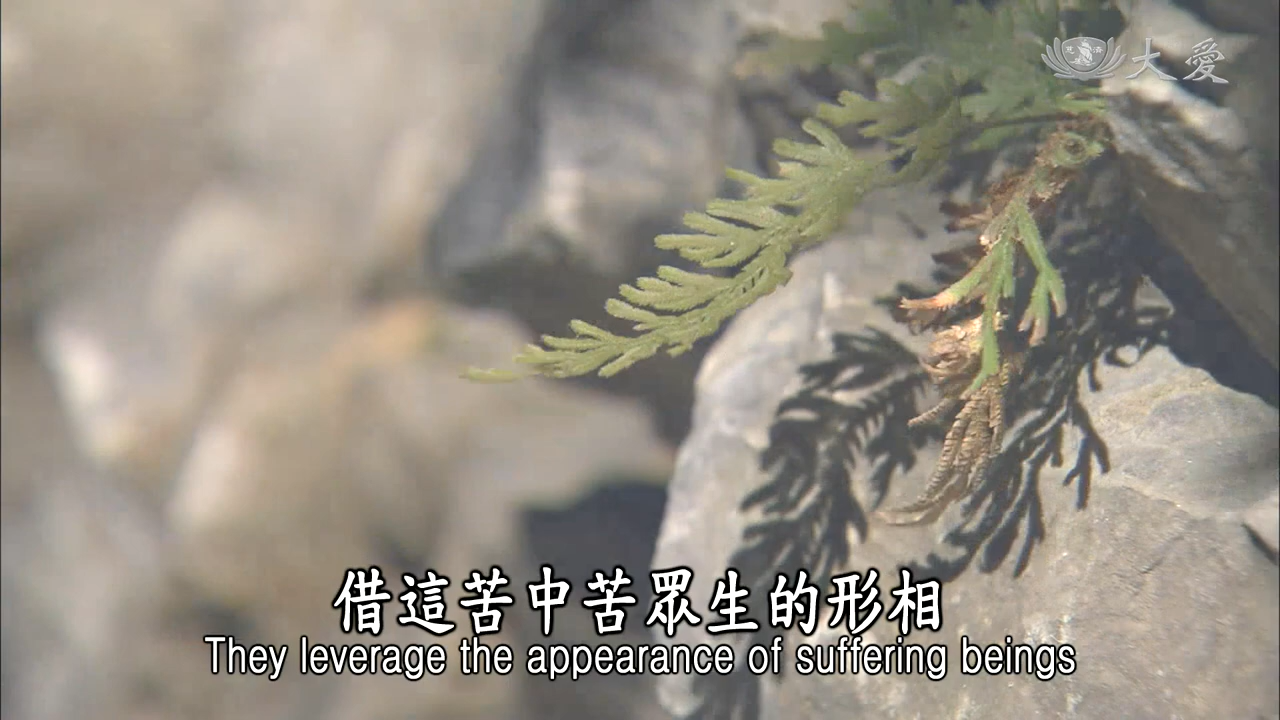 大愛
借這苦中苦眾生的形相
They leverage the appearance of suffering beings